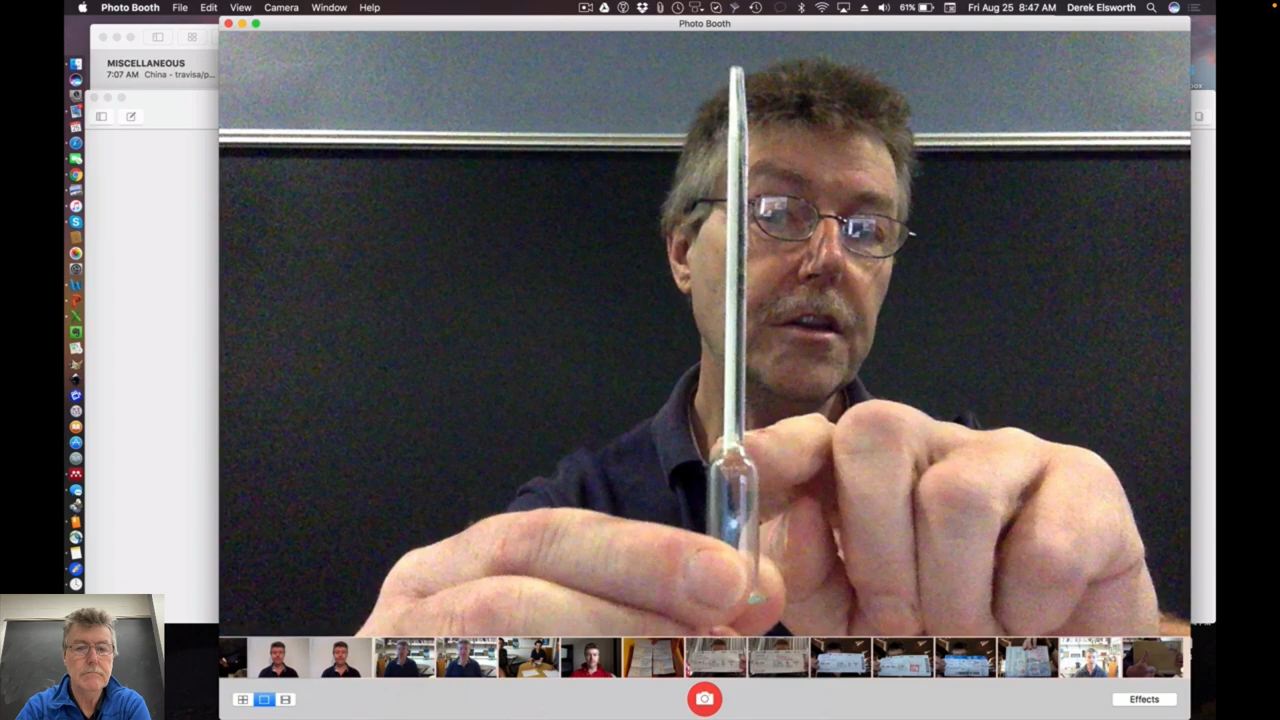 Photo Booth File Edit View Camera Window Help 61% Fri Aug 25 8:47 AM Derek Elsworth
Photo Booth
MISCELLANEOUS
7:07 AM China - travisa/p...
Effects